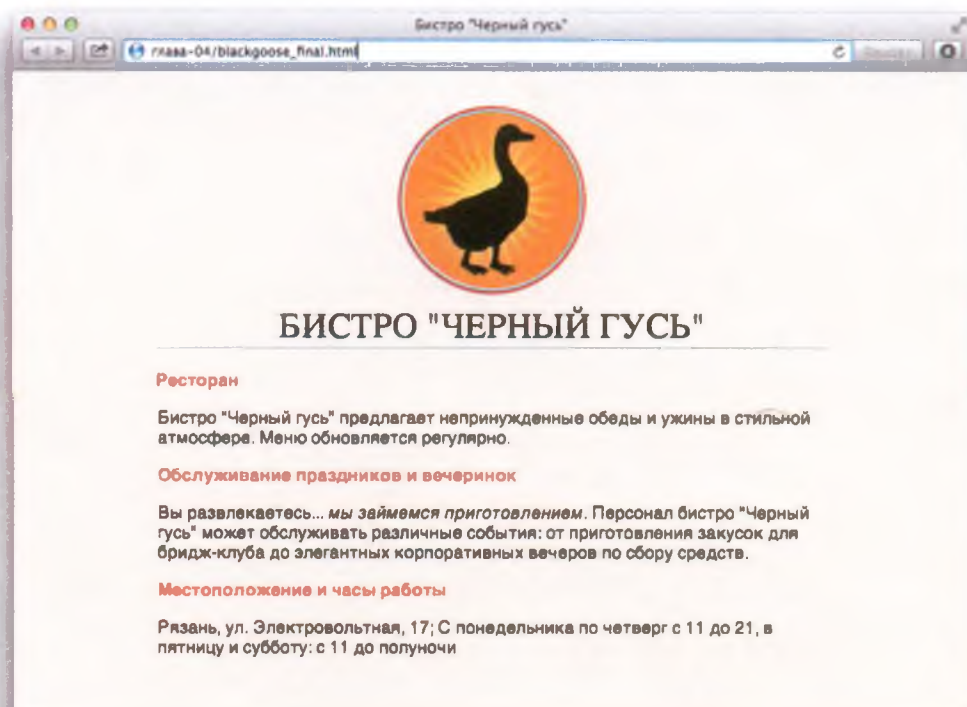 Бистро "Черный гусь"
глава-04/blackgoose_final.html
БИСТРО "ЧЕРНЫЙ ГУСЬ"
Ресторан
Бистро "Черный гусь" предлагает непринужденные обеды и ужины в стильной
атмосфере. Меню обновляется регулярно.
Обслуживание праздников и вечеринок
Вы развлекаетесь... мы займемся приготовлением. Персонал бистро "Черный
гусь" может обслуживать различные события: от приготовления закусок для
бридж-клуба до элегантных корпоративных вечеров по сбору средств.
Местоположение и часы работы
Рязань, ул. Электровольтная, 17; С понедельника по четверг с 11 до 21, в
пятницу и субботу: с 11 до полуночи